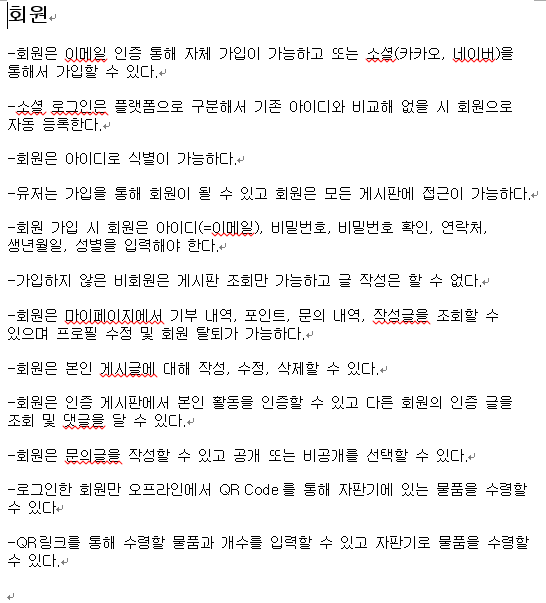 회원
-회원은 이메일 인증 통해 자체 가입이 가능하고 또는 소셜(카카오, 네이버)을
통해서 가입할 수 있다.
-소셜 로그인은 플랫폼으로 구분해서 기존 아이디와 비교해 없을 시 회원으로
자동 등록한다.
-회원은 아이디로 식별이 가능하다.
-유저는 가입을 통해 회원이 될 수 있고 회원은 모든 게시판에 접근이 가능하다.
-회원 가입 시 회원은 아이디(=이메일), 비밀번호, 비밀번호 확인, 연락처,
생년월일, 성별을 입력해야 한다.
-가입하지 않은 비회원은 게시판 조회만 가능하고 글 작성은 할 수 없다.
-회원은 마이페이지에서 기부 내역, 포인트, 문의 내역, 작성글을 조회할 수
있으며 프로필 수정 및 회원 탈퇴가 가능하다.
-회원은 본인 게시글에 대해 작성, 수정, 삭제할 수 있다.
-회원은 인증 게시판에서 본인 활동을 인증할 수 있고 다른 회원의 인증 글을
조회 및 댓글을 달 수 있다.
-회원은 문의글을 작성할 수 있고 공개 또는 비공개를 선택할 수 있다.
-로그인한 회원만 오프라인에서 QR Code를 통해 자판기에 있는 물품을 수령할
수 있다
-QR링크를 통해 수령할 물품과 개수를 입력할 수 있고 자판기로 물품을 수령할
수 있다.